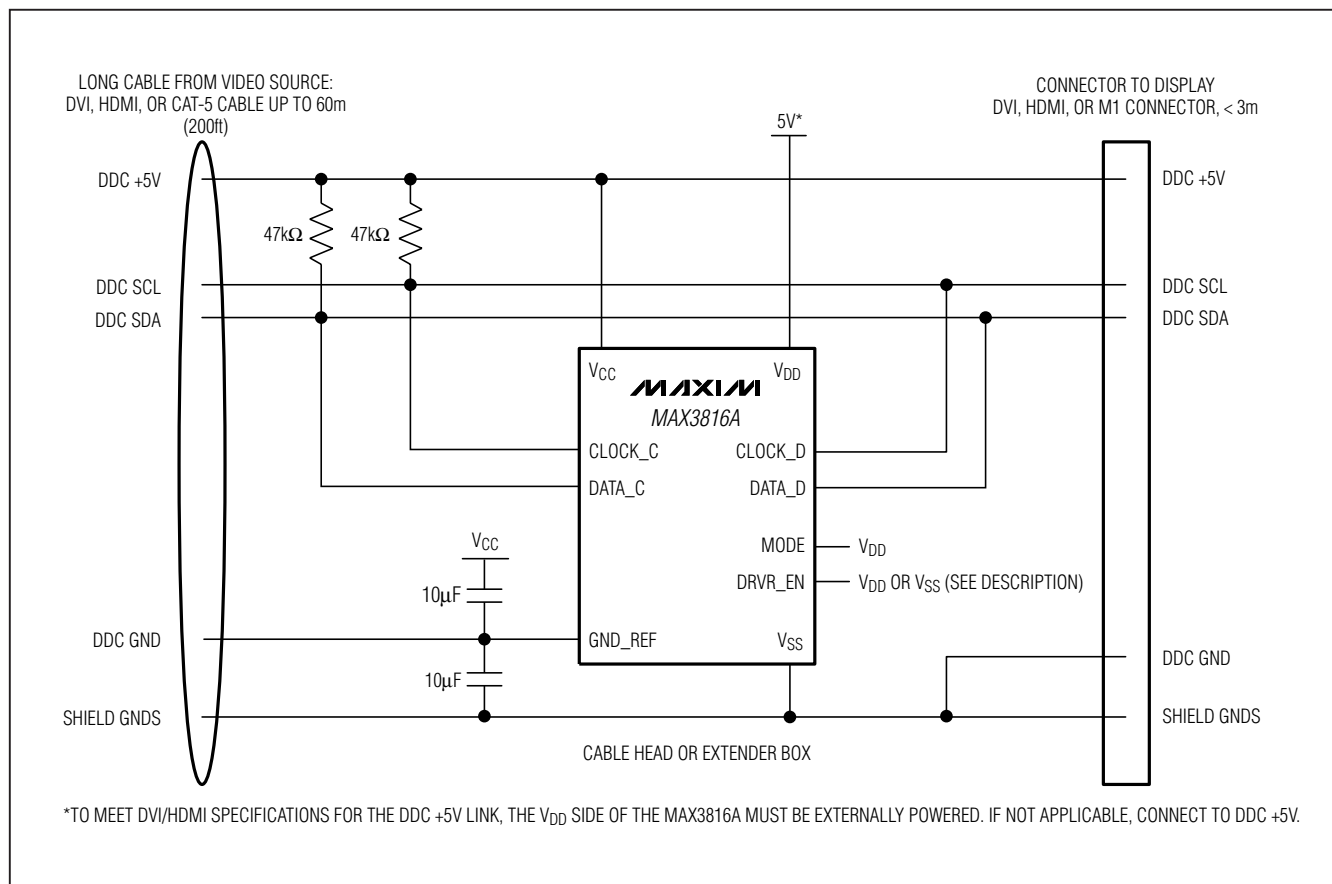 LONG CABLE FROM VIDEO SOURCE:
DVI, HDMI, OR CAT-5 CABLE UP TO 60m
(200ft)
CONNECTOR TO DISPLAY
DVI, HDMI, OR M1 CONNECTOR, < 3m
5V*
DDC +5V
DDC +5V
47kΩ
47kΩ
DDC SCL
DDC SCL
DDC SDA
DDC SDA
VCC
VDD
MAXIM
MAX3816A
CLOCK_C
CLOCK_D
DATA_C
DATA_D
VCC
MODE
VDD
10µF
DRVR_EN
VDD OR VSS (SEE DESCRIPTION)
DDC GND
GND_REF
VSS
DDC GND
10µF
SHIELD GNDS
SHIELD GNDS
CABLE HEAD OR EXTENDER BOX
*TO MEET DVI/HDMI SPECIFICATIONS FOR THE DDC +5V LINK, THE VDD SIDE OF THE MAX3816A MUST BE EXTERNALLY POWERED. IF NOT APPLICABLE, CONNECT TO DDC +5V.